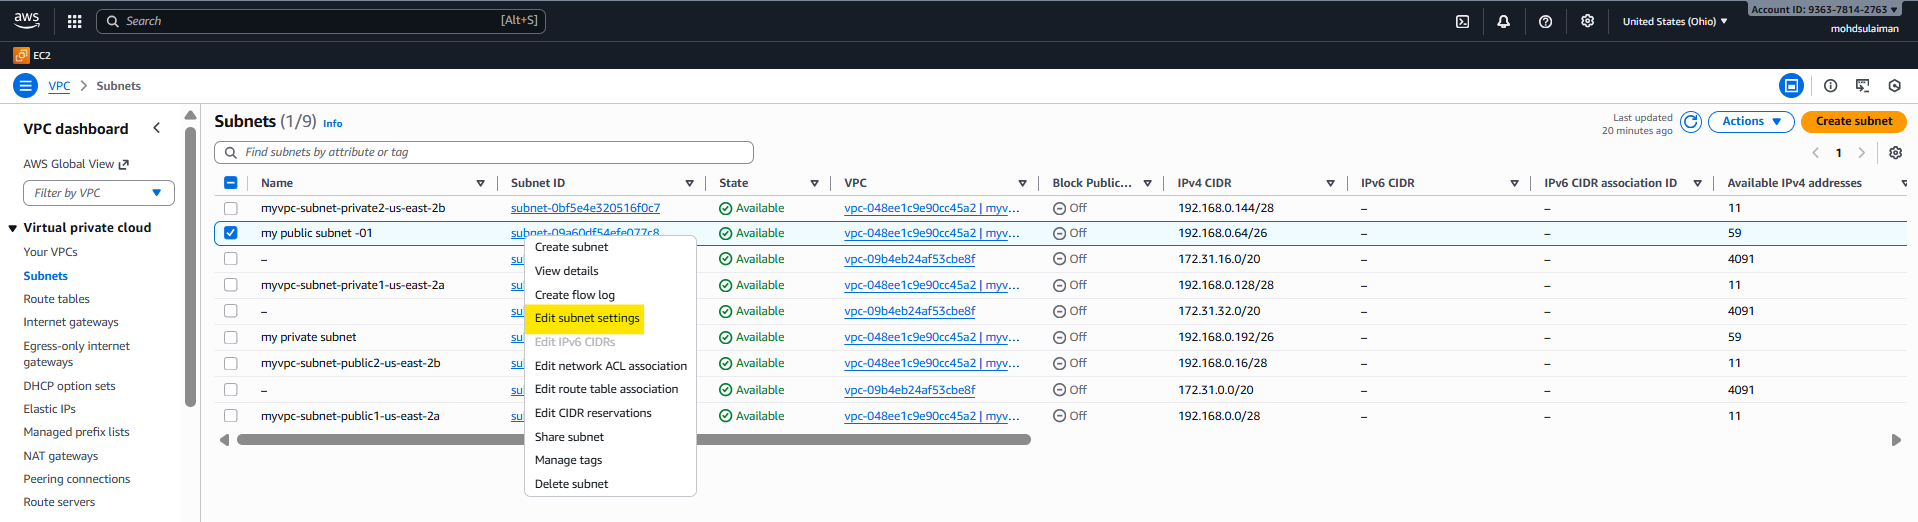 aws
Search [Alt+S] United States (Ohio) Account ID: 9363-7814-2763
mohdsulaiman
EC2
VPC Subnets
VPC dashboard
AWS Global View
Filter by VPC
Virtual private cloud
Your VPCs
Subnets
Route tables
Internet gateways
Egress-only internet
gateways
DHCP option sets
Elastic IPs
Managed prefix lists
NAT gateways
Peering connections
Route servers
Subnets (1/9) Info
Last updated
20 minutes ago
Actions
Create subnet
Find subnets by attribute or tag
1
Name Subnet ID State VPC Block Public... IPv4 CIDR IPv6 CIDR IPv6 CIDR association ID Available IPv4 addresses
myvpc-subnet-private2-us-east-2b subnet-0bf5e4e320516f0c7 Available vpc-048ee1c9e90cc45a2 | myv... Off 192.168.0.144/28 – – 11
my public subnet -01 subnet-09a60df54efe077c8 Available vpc-048ee1c9e90cc45a2 | myv... Off 192.168.0.64/26 – – 59
– su Available vpc-09b4eb24af53cbe8f Off 172.31.16.0/20 – – 4091
myvpc-subnet-private1-us-east-2a su Available vpc-048ee1c9e90cc45a2 | myv... Off 192.168.0.128/28 – – 11
– su Available vpc-09b4eb24af53cbe8f Off 172.31.32.0/20 – – 4091
my private subnet su Available vpc-048ee1c9e90cc45a2 | myv... Off 192.168.0.192/26 – – 59
myvpc-subnet-public2-us-east-2b su Available vpc-048ee1c9e90cc45a2 | myv... Off 192.168.0.16/28 – – 11
– su Available vpc-09b4eb24af53cbe8f Off 172.31.0.0/20 – – 4091
myvpc-subnet-public1-us-east-2a su Available vpc-048ee1c9e90cc45a2 | myv... Off 192.168.0.0/28 – – 11
Create subnet
View details
Create flow log
Edit subnet settings
Edit IPv6 CIDRs
Edit network ACL association
Edit route table association
Edit CIDR reservations
Share subnet
Manage tags
Delete subnet